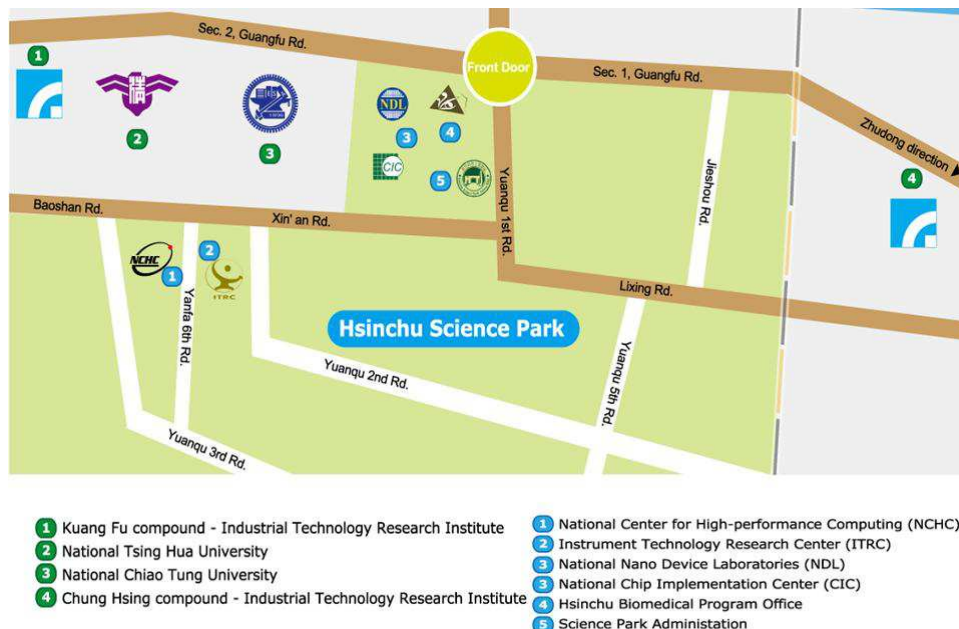 Sec. 2, Guangfu Rd.
Front Door
Sec. 1, Guangfu Rd.
1
2
3
NDL
3
4
CIC
5
Yuanqu 1st Rd.
Jieshou Rd.
Zhudong direction
4
Baoshan Rd.
Xin' an Rd.
NCHC
1
2
ITRC
Yanfa 6th Rd.
Lixing Rd.
Hsinchu Science Park
Yuanqu 2nd Rd.
Yuanqu 5th Rd.
Yuanqu 3rd Rd.
1 Kuang Fu compound - Industrial Technology Research Institute
2 National Tsing Hua University
3 National Chiao Tung University
4 Chung Hsing compound - Industrial Technology Research Institute
1 National Center for High-performance Computing (NCHC)
2 Instrument Technology Research Center (ITRC)
3 National Nano Device Laboratories (NDL)
3 National Chip Implementation Center (CIC)
4 Hsinchu Biomedical Program Office
5 Science Park Administation